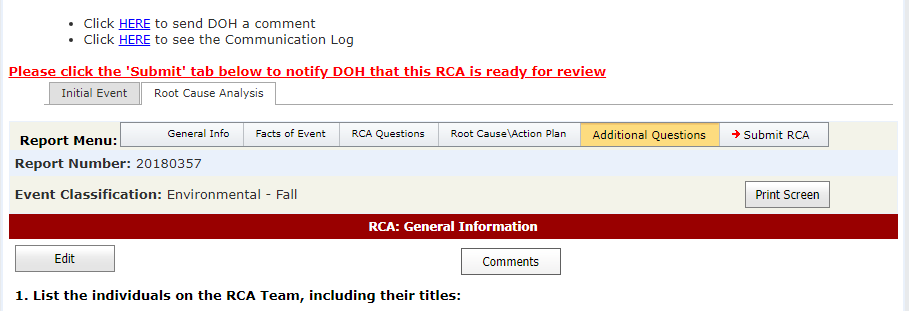 Click HERE to send DOH a comment
Click HERE to see the Communication Log
Please click the 'Submit' tab below to notify DOH that this RCA is ready for review
Initial Event Root Cause Analysis
Report Menu: General Info Facts of Event RCA Questions Root Cause\Action Plan Additional Questions Submit RCA
Report Number: 20180357
Event Classification: Environmental - Fall Print Screen
RCA: General Information
Edit Comments
1. List the individuals on the RCA Team, including their titles: